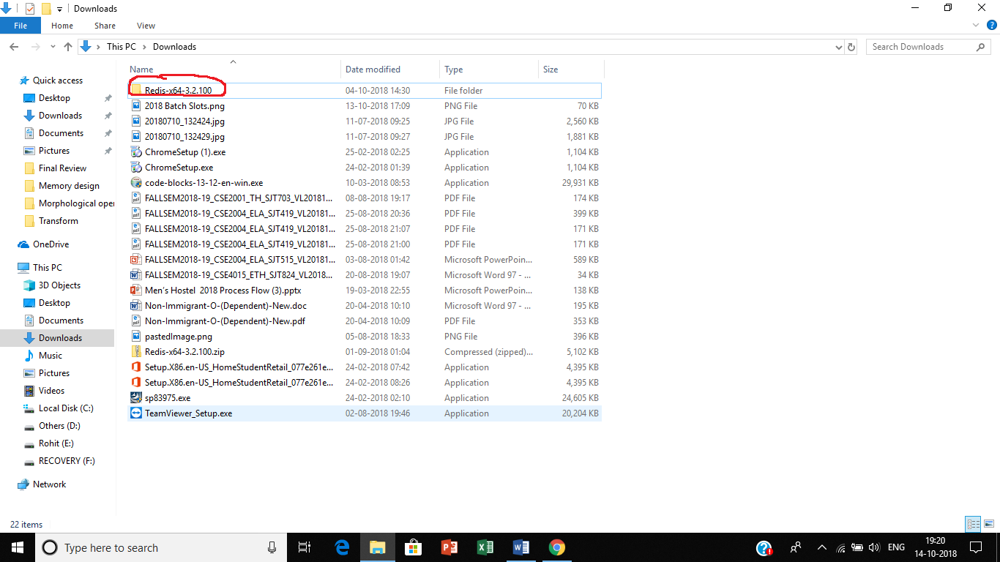 Downloads
File Home Share View
This PC Downloads Search Downloads
Name Date modified Type Size
Quick access
Desktop
Downloads
Documents
Pictures
Final Review
Memory design
Morphological oper
Transform
OneDrive
This PC
3D Objects
Desktop
Documents
Downloads
Music
Pictures
Videos
Local Disk (C:)
Others (D:)
Rohit (E:)
RECOVERY (F:)
Network
Redis-x64-3.2.100 04-10-2018 14:30 File folder
2018 Batch Slots.png 13-10-2018 17:09 PNG File 70 KB
20180710_132424.jpg 11-07-2018 09:25 JPG File 2,560 KB
20180710_132429.jpg 11-07-2018 09:27 JPG File 1,881 KB
ChromeSetup (1).exe 25-02-2018 02:25 Application 1,104 KB
ChromeSetup.exe 24-02-2018 01:39 Application 1,104 KB
code-blocks-13-12-en-win.exe 10-03-2018 08:53 Application 29,931 KB
FALLSEM2018-19_CSE2001_TH_SJT703_VL20181... 08-08-2018 19:17 PDF File 174 KB
FALLSEM2018-19_CSE2004_ELA_SJT419_VL20181... 25-08-2018 20:36 PDF File 399 KB
FALLSEM2018-19_CSE2004_ELA_SJT419_VL20181... 25-08-2018 21:07 PDF File 171 KB
FALLSEM2018-19_CSE2004_ELA_SJT419_VL20181... 25-08-2018 21:00 PDF File 171 KB
FALLSEM2018-19_CSE2004_ELA_SJT515_VL20181... 03-08-2018 01:42 Microsoft PowerPoin... 589 KB
FALLSEM2018-19_CSE4015_ETH_SJT824_VL2018... 20-08-2018 19:07 Microsoft Word 97 - ... 34 KB
Men's Hostel 2018 Process Flow (3).pptx 19-03-2018 22:55 Microsoft PowerPoin... 138 KB
Non-Immigrant-O-(Dependent)-New.doc 20-04-2018 10:10 Microsoft Word 97 - ... 195 KB
Non-Immigrant-O-(Dependent)-New.pdf 20-04-2018 10:09 PDF File 353 KB
pastedImage.png 05-08-2018 18:33 PNG File 396 KB
Redis-x64-3.2.100.zip 01-09-2018 01:04 Compressed (zipped)... 5,102 KB
Setup.X86.en-US_HomeStudentRetail_077e261e... 24-02-2018 07:42 Application 4,395 KB
Setup.X86.en-US_HomeStudentRetail_077e261e... 24-02-2018 08:26 Application 4,395 KB
sp83975.exe 24-02-2018 02:10 Application 24,605 KB
TeamViewer_Setup.exe 02-08-2018 19:46 Application 20,204 KB
22 items
Type here to search
ENG
19:20
14-10-2018